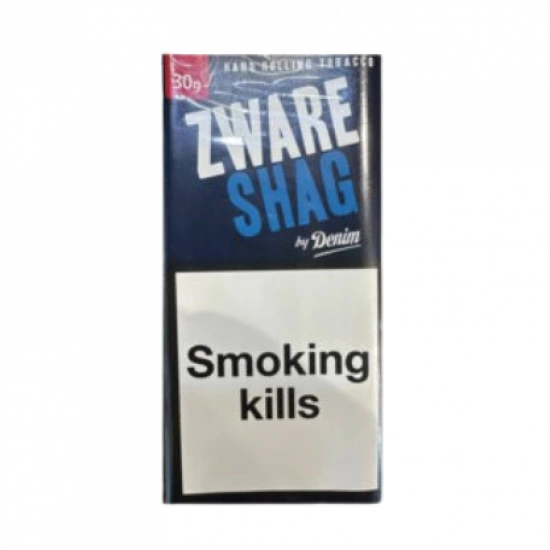 HAND ROLLING TOBACCO
30g
ZWARE
SHAG
by Denim
Smoking
kills